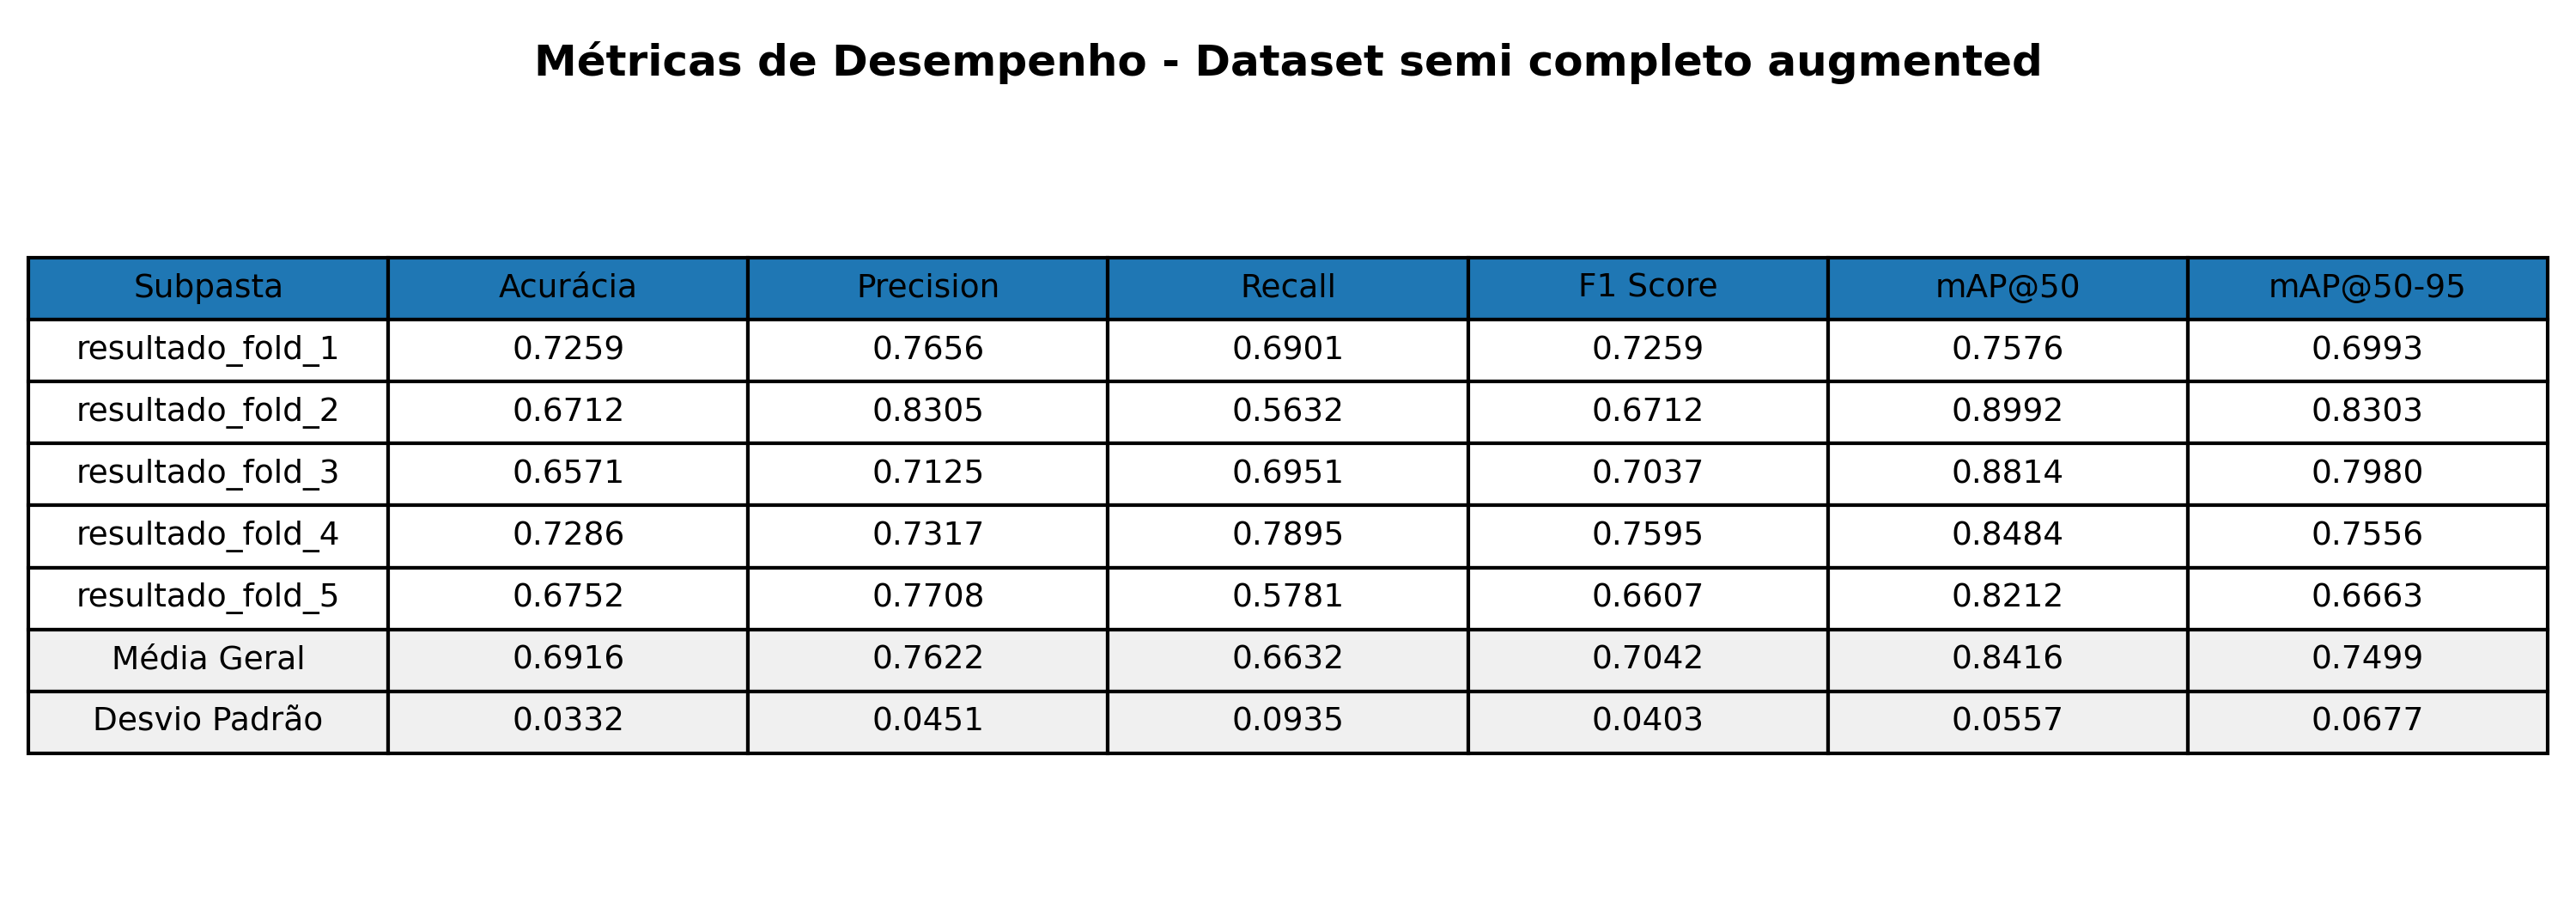 Métricas de Desempenho - Dataset semi completo augmented
Subpasta Acurácia Precision Recall F1 Score mAP@50 mAP@50-95
resultado_fold_1 0.7259 0.7656 0.6901 0.7259 0.7576 0.6993
resultado_fold_2 0.6712 0.8305 0.5632 0.6712 0.8992 0.8303
resultado_fold_3 0.6571 0.7125 0.6951 0.7037 0.8814 0.7980
resultado_fold_4 0.7286 0.7317 0.7895 0.7595 0.8484 0.7556
resultado_fold_5 0.6752 0.7708 0.5781 0.6607 0.8212 0.6663
Média Geral 0.6916 0.7622 0.6632 0.7042 0.8416 0.7499
Desvio Padrão 0.0332 0.0451 0.0935 0.0403 0.0557 0.0677